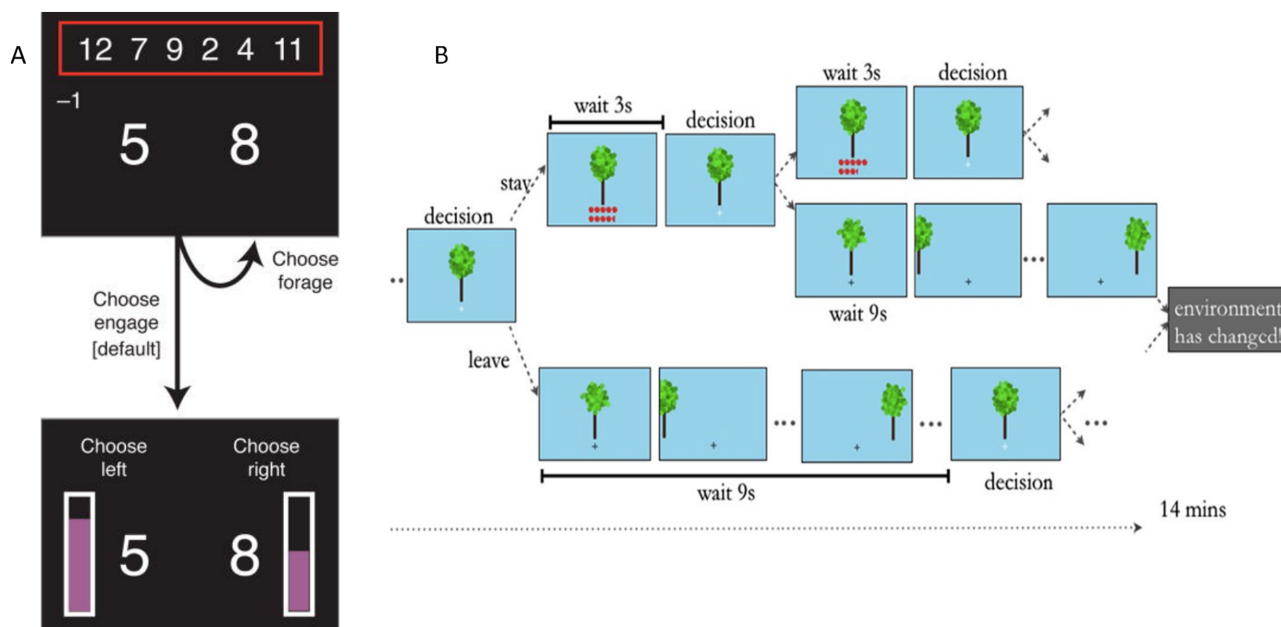 A
12 7 9 2 4 11
–1
5 8
Choose
forage
Choose
engage
[default]
Choose
left
Choose
right
5 8
B
decision
stay
wait 3s
decision
wait 3s
decision
wait 9s
leave
wait 9s
decision
environment
has changed!
14 mins